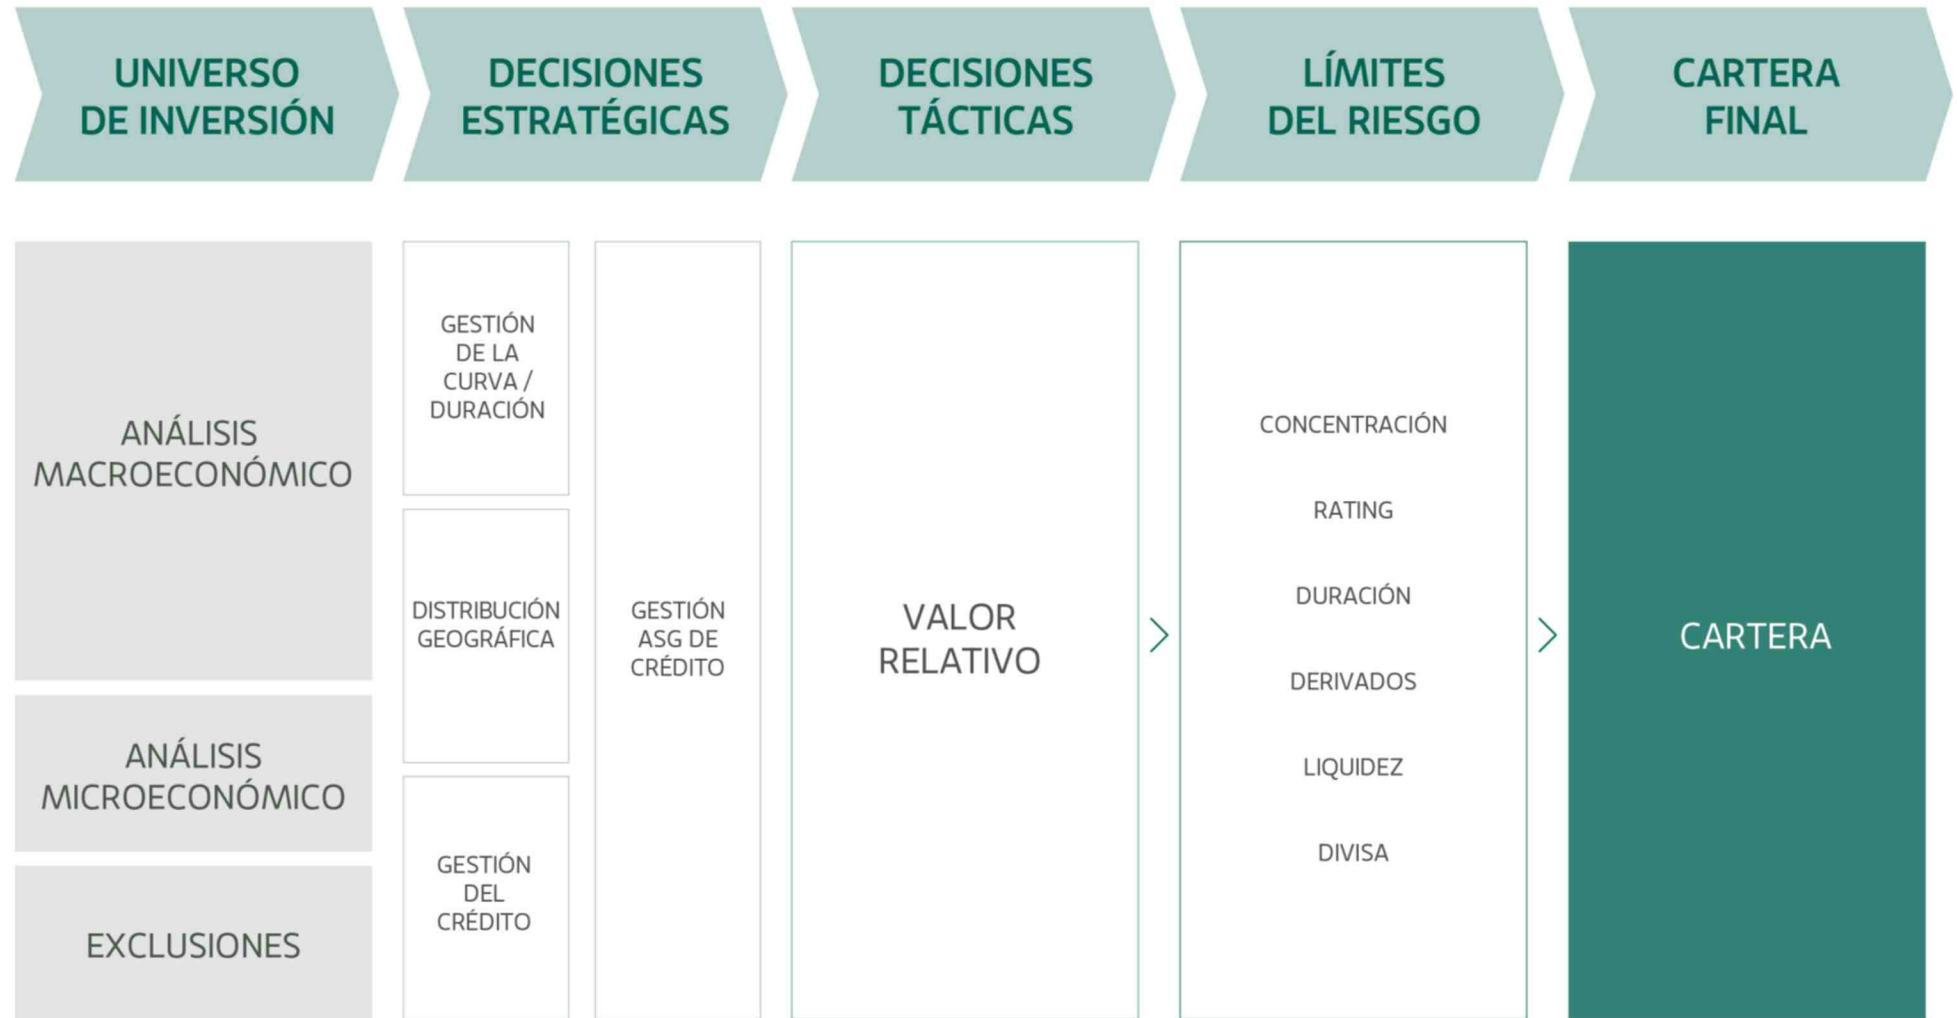 UNIVERSO
DE INVERSIÓN
DECISIONES
ESTRATÉGICAS
DECISIONES
TÁCTICAS
LÍMITES
DEL RIESGO
CARTERA
FINAL
ANÁLISIS
MACROECONÓMICO
ANÁLISIS
MICROECONÓMICO
EXCLUSIONES
GESTIÓN
DE LA
CURVA /
DURACIÓN
DISTRIBUCIÓN
GEOGRÁFICA
GESTIÓN
DEL
CRÉDITO
GESTIÓN
ASG DE
CRÉDITO
VALOR
RELATIVO
CONCENTRACIÓN
RATING
DURACIÓN
DERIVADOS
LIQUIDEZ
DIVISA
CARTERA